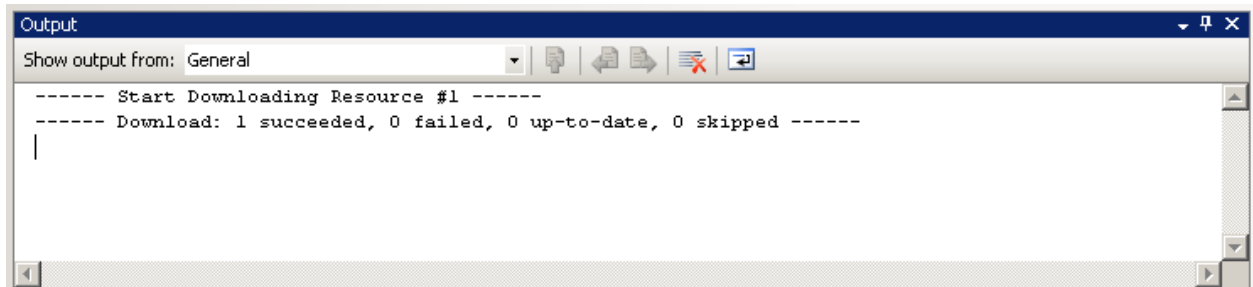 Output
Show output from: General
------ Start Downloading Resource #1 ------
------ Download: 1 succeeded, 0 failed, 0 up-to-date, 0 skipped ------